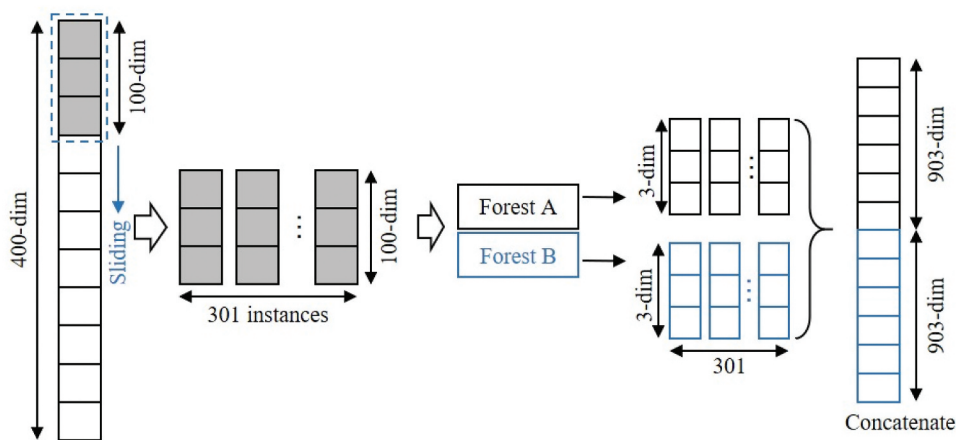 400-dim
100-dim
Sliding
301 instances
100-dim
Forest A
Forest B
3-dim
3-dim
301
903-dim
903-dim
Concatenate